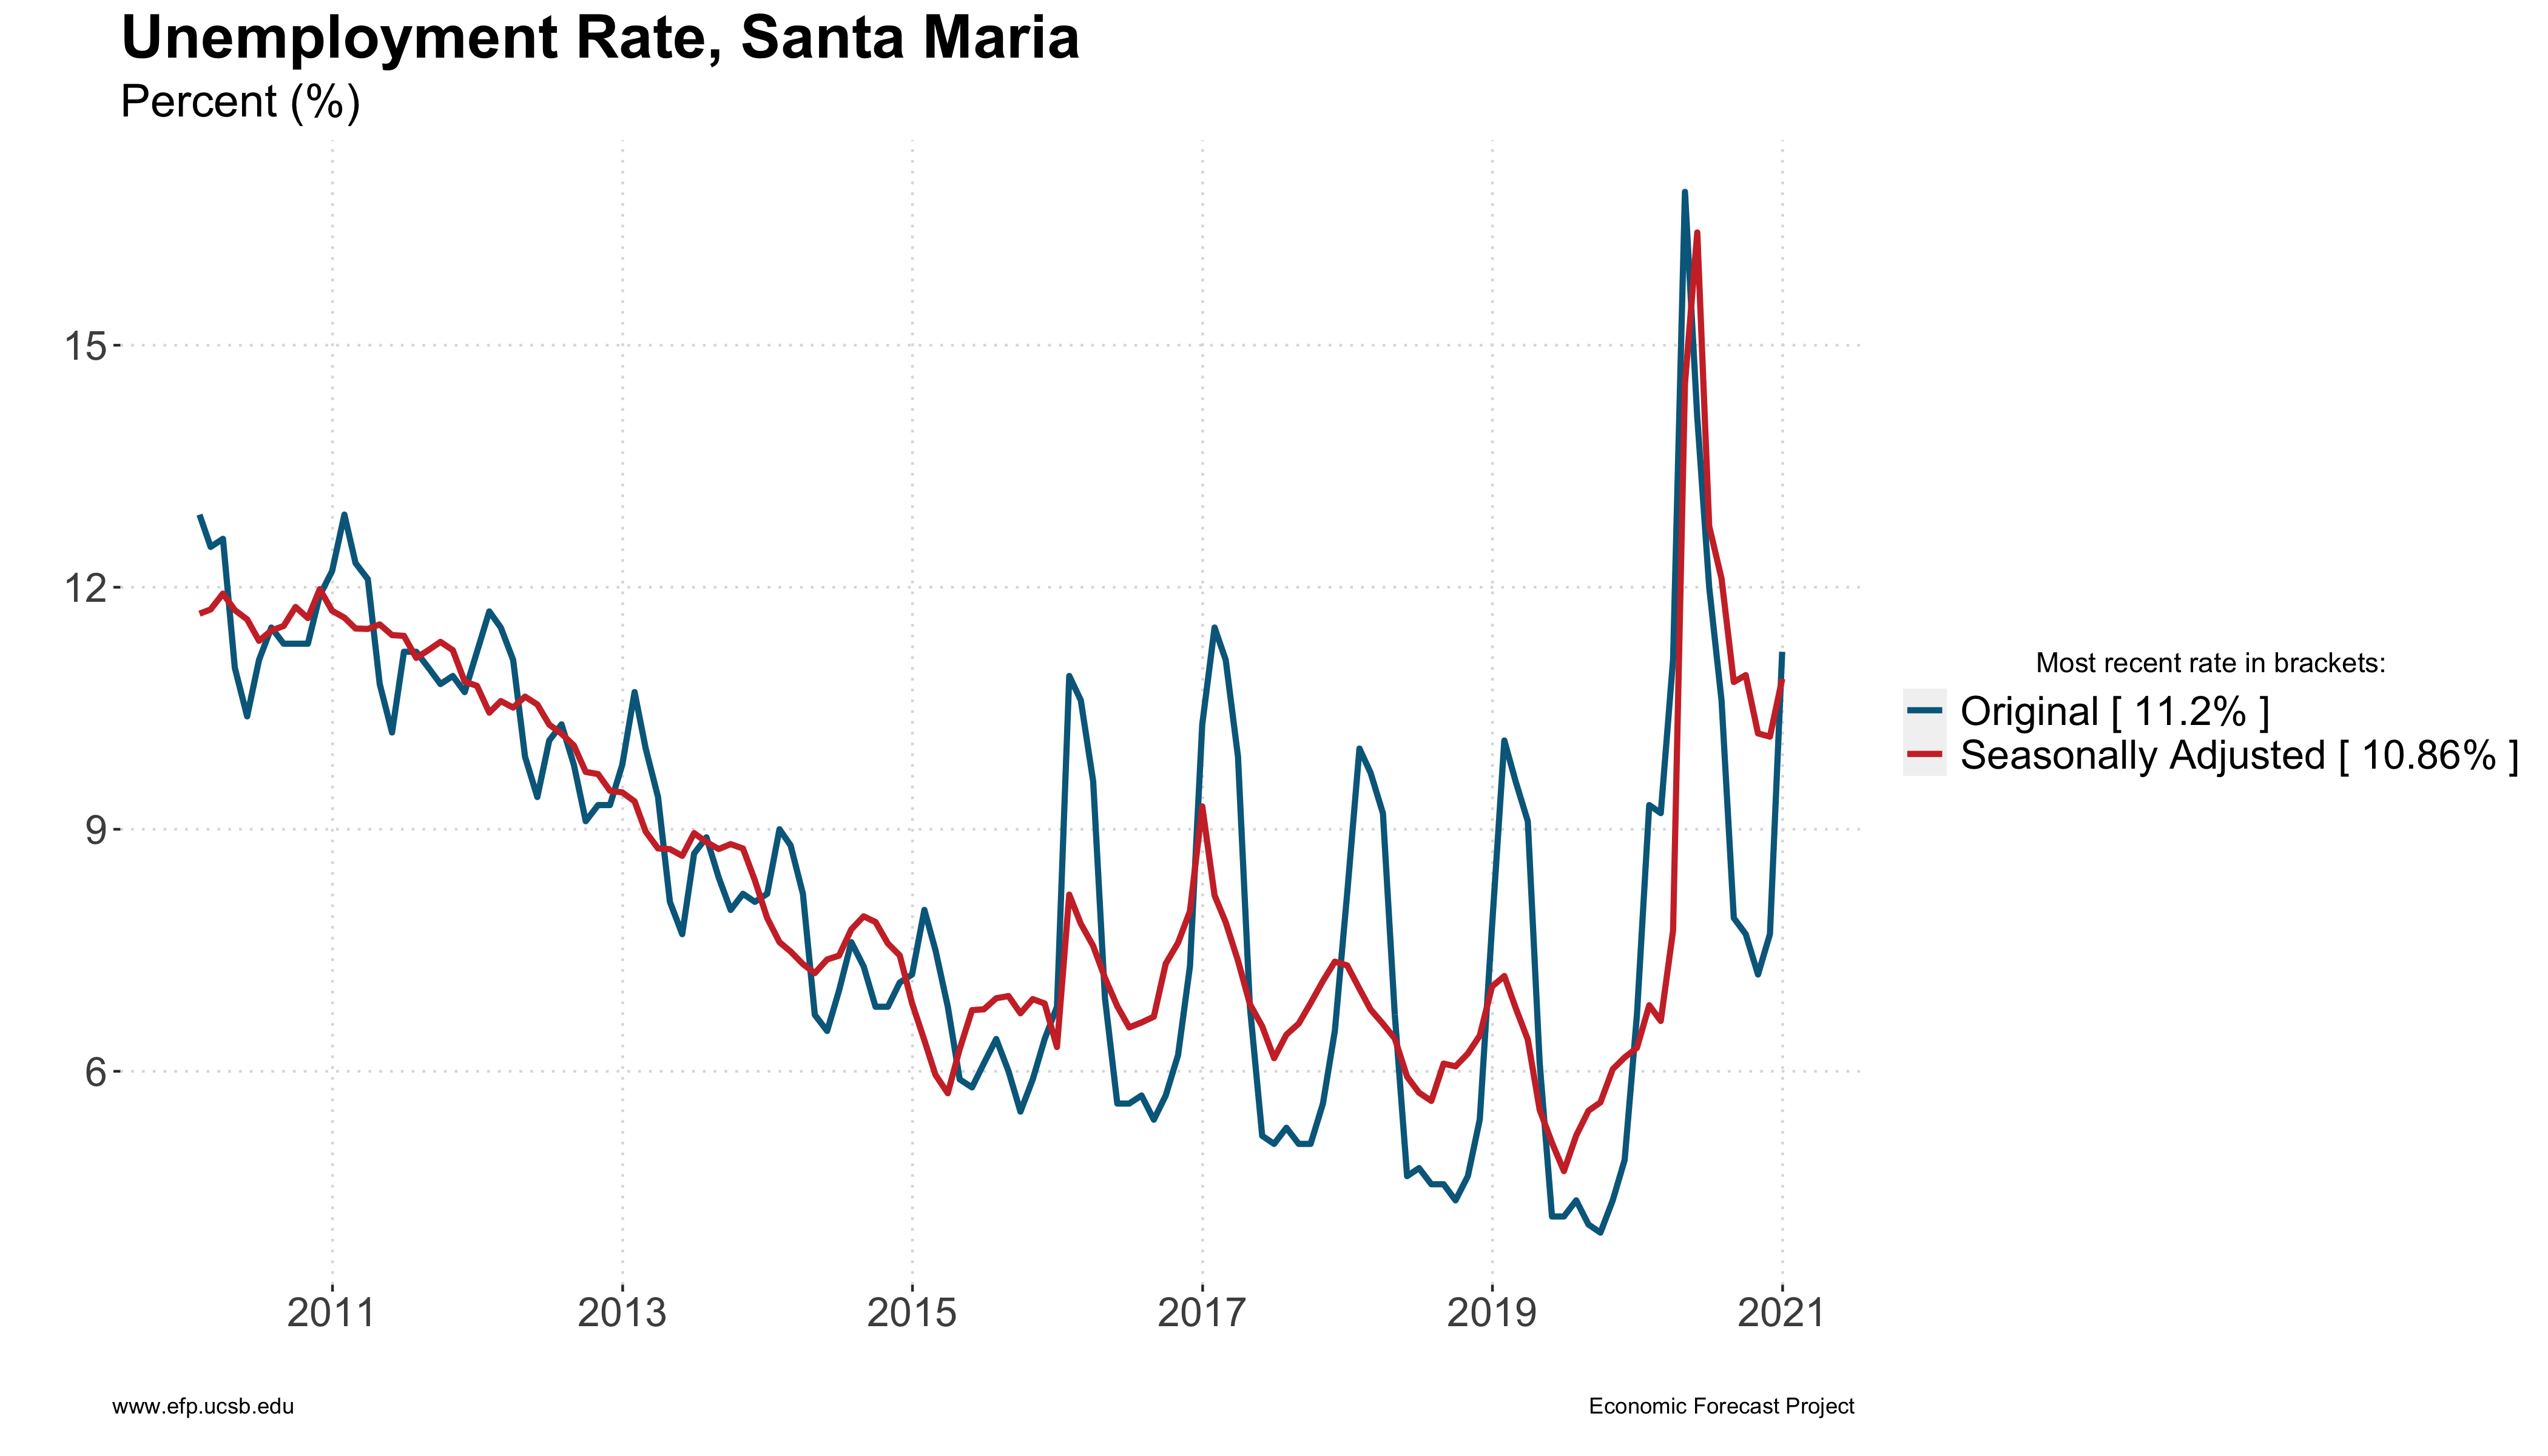 Unemployment Rate, Santa Maria
Percent (%)
15
12
9
6
2011 2013 2015 2017 2019 2021
Most recent rate in brackets:
Original [ 11.2% ]
Seasonally Adjusted [ 10.86% ]
www.efp.ucsb.edu
Economic Forecast Project